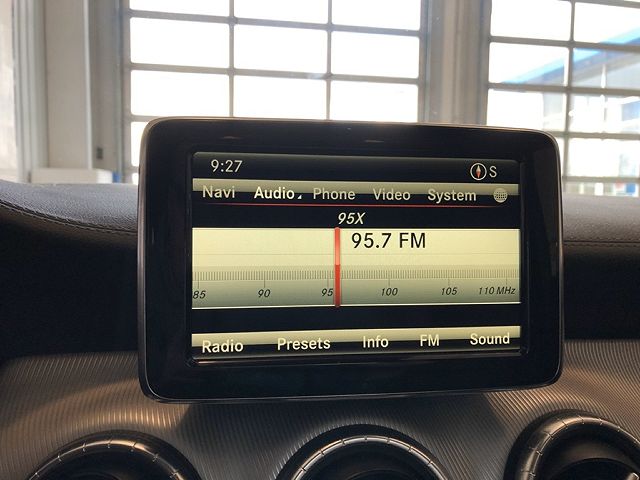 9:27 S
Navi Audio Phone Video System
95X
95.7 FM
85 90 95 100 105 110 MHz
Radio Presets Info FM Sound